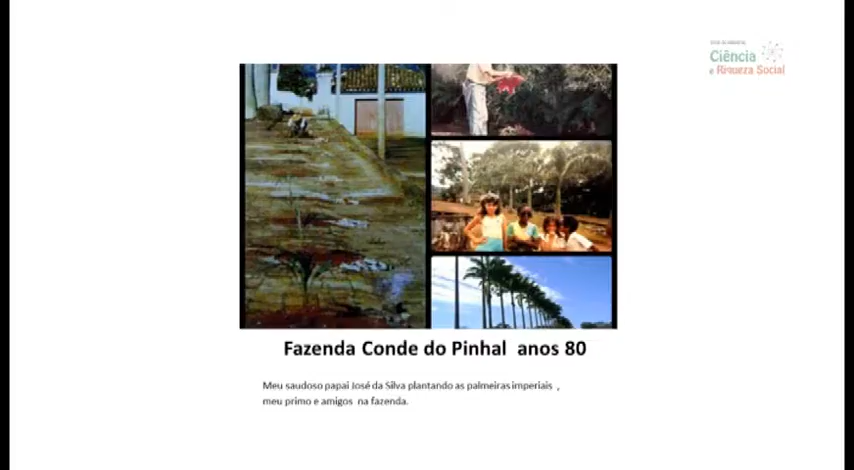 Ciência
e Riqueza Social
Fazenda Conde do Pinhal anos 80
Meu saudoso papai José da Silva plantando as palmeiras imperiais ,
meu primo e amigos na fazenda.